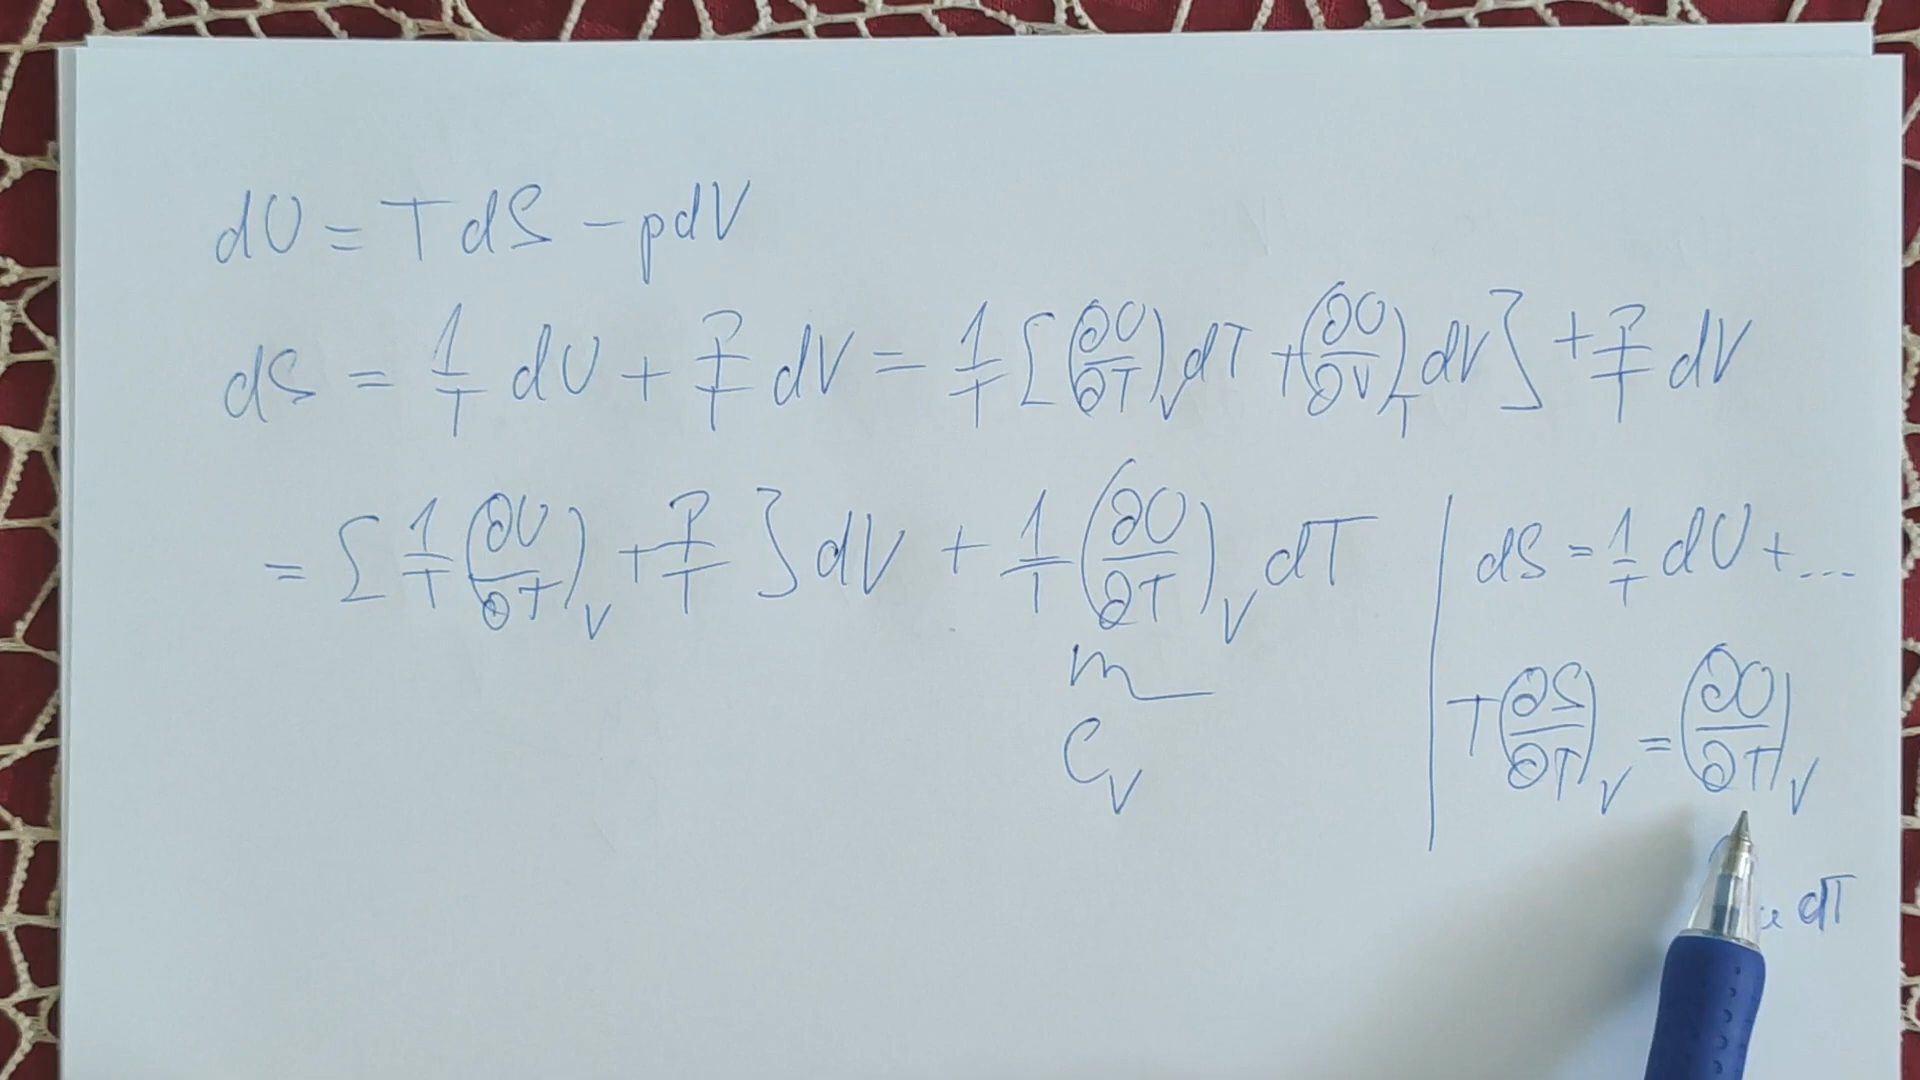 dU = T dS - pdV
dS = 1/T dU + P/T dV = 1/T [(∂U/∂T)_V dT + (∂U/∂V)_T dV] + P/T dV
= [1/T (∂U/∂T)_V + P/T] dV + 1/T (∂U/∂T)_V dT
C_V
dS = 1/T dU + ...
T(∂S/∂T)_V = (∂U/∂T)_V
dT